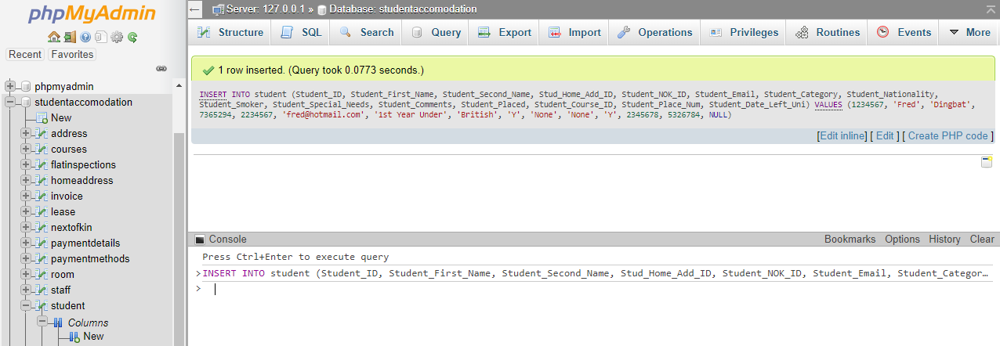 phpMyAdmin
Recent Favorites
phpmyadmin
studentaccomodation
New
address
courses
flatinspections
homeaddress
invoice
lease
nextofkin
paymentdetails
paymentmethods
room
staff
student
Columns
New
Server: 127.0.0.1 » Database: studentaccomodation
Structure SQL Search Query Export Import Operations Privileges Routines Events More
1 row inserted. (Query took 0.0773 seconds.)
INSERT INTO student (Student_ID, Student_First_Name, Student_Second_Name, Stud_Home_Add_ID, Student_NOK_ID, Student_Email, Student_Category, Student_Nationality,
Student_Smoker, Student_Special_Needs, Student_Comments, Student_Placed, Student_Course_ID, Student_Place_Num, Student_Date_Left_Uni) VALUES (1234567, 'Fred', 'Dingbat',
7365294, 2234567, 'fred@hotmail.com', '1st Year Under', 'British', 'Y', 'None', 'None', 'Y', 2345678, 5326784, NULL)
[Edit inline] [ Edit ] [ Create PHP code ]
Console Bookmarks Options History Clear
Press Ctrl+Enter to execute query
>INSERT INTO student (Student_ID, Student_First_Name, Student_Second_Name, Stud_Home_Add_ID, Student_NOK_ID, Student_Email, Student_Categor…
>